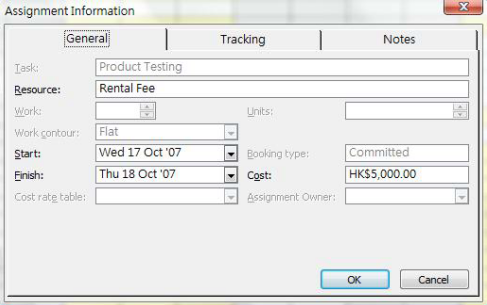 Assignment Information
General Tracking Notes
Task: Product Testing
Resource: Rental Fee
Work: Units:
Work contour: Flat
Start: Wed 17 Oct '07 Booking type: Committed
Finish: Thu 18 Oct '07 Cost: HK$5,000.00
Cost rate table: Assignment Owner:
OK Cancel